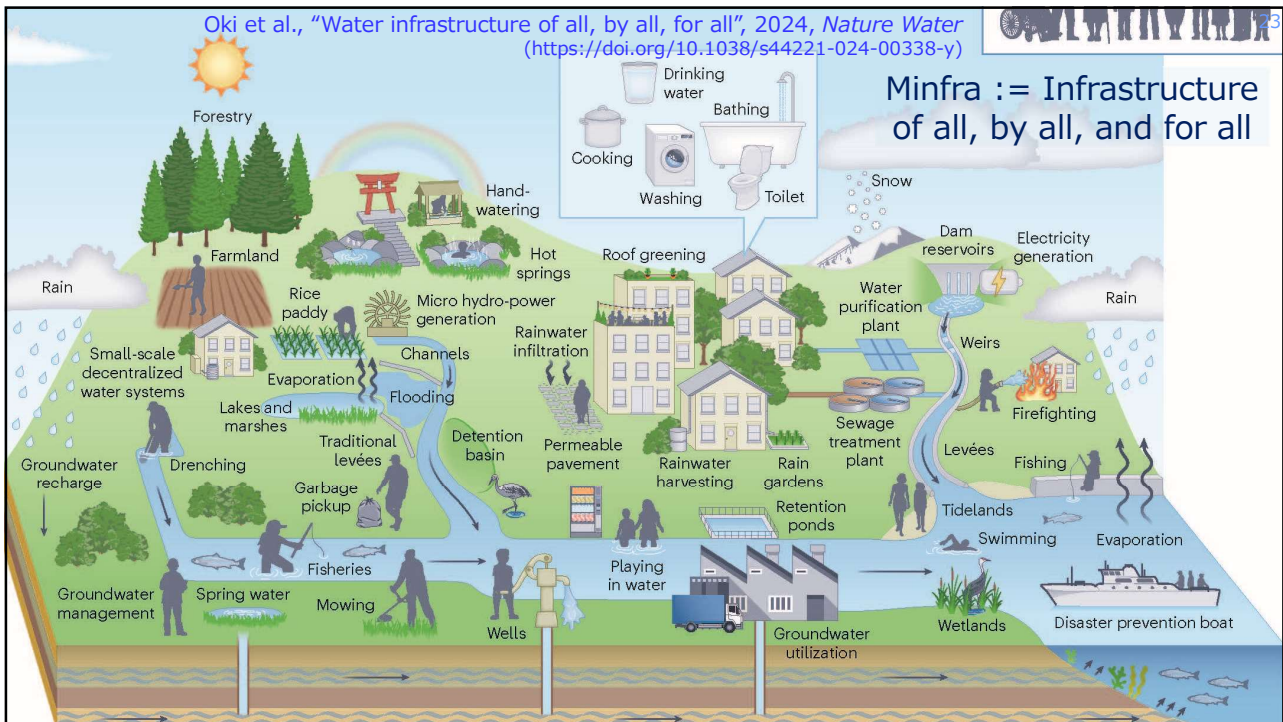 Oki et al., “Water infrastructure of all, by all, for all”, 2024, Nature Water
(https://doi.org/10.1038/s44221-024-00338-y)
23
Minfra := Infrastructure
of all, by all, and for all
Drinking
water
Bathing
Cooking
Washing
Toilet
Forestry
Hand-
watering
Hot
springs
Snow
Dam
reservoirs
Electricity
generation
Rain
Farmland
Rice
paddy
Micro hydro-power
generation
Roof greening
Water
purification
plant
Rain
Small-scale
decentralized
water systems
Channels
Rainwater
infiltration
Weirs
Evaporation
Flooding
Lakes and
marshes
Traditional
levées
Detention
basin
Permeable
pavement
Rainwater
harvesting
Rain
gardens
Sewage
treatment
plant
Firefighting
Levées
Groundwater
recharge
Drenching
Garbage
pickup
Fishing
Retention
ponds
Tidelands
Swimming
Evaporation
Fisheries
Playing
in water
Groundwater
management
Spring water
Mowing
Wells
Groundwater
utilization
Wetlands
Disaster prevention boat